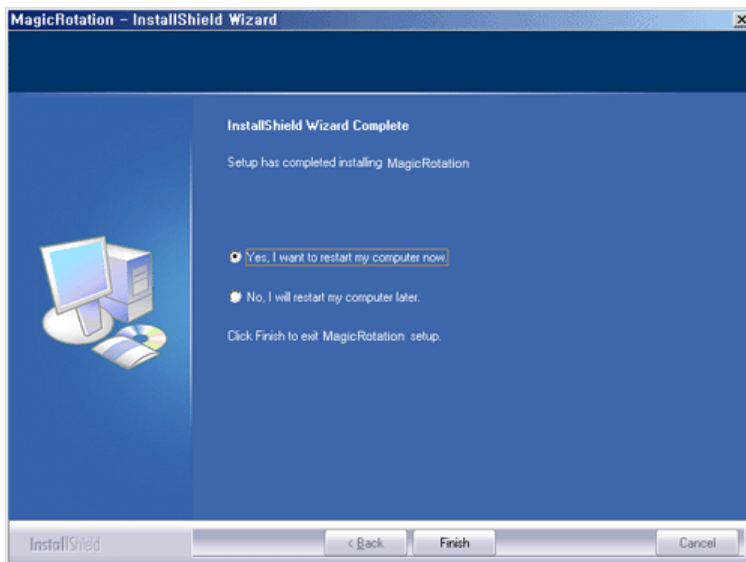 MagicRotation - InstallShield Wizard
InstallShield Wizard Complete
Setup has completed installing MagicRotation
Yes, I want to restart my computer now.
No, I will restart my computer later.
Click Finish to exit MagicRotation setup.
InstallShield
< Back
Finish
Cancel